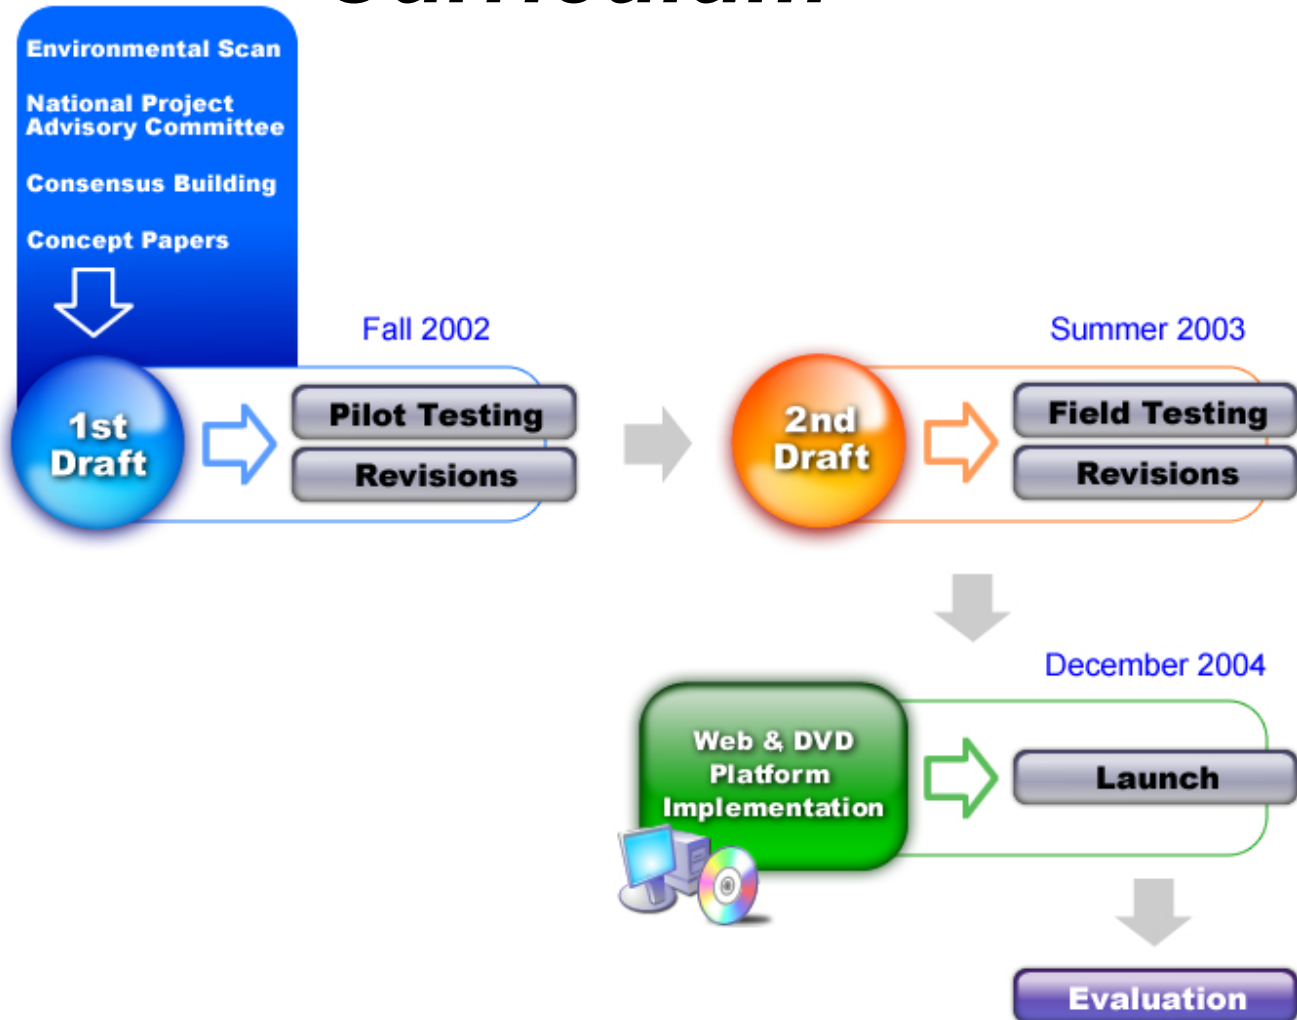 Curriculum
Environmental Scan
National Project
Advisory Committee
Consensus Building
Concept Papers
Fall 2002
1st
Draft
Pilot Testing
Revisions
Summer 2003
2nd
Draft
Field Testing
Revisions
December 2004
Web & DVD
Platform
Implementation
Launch
Evaluation